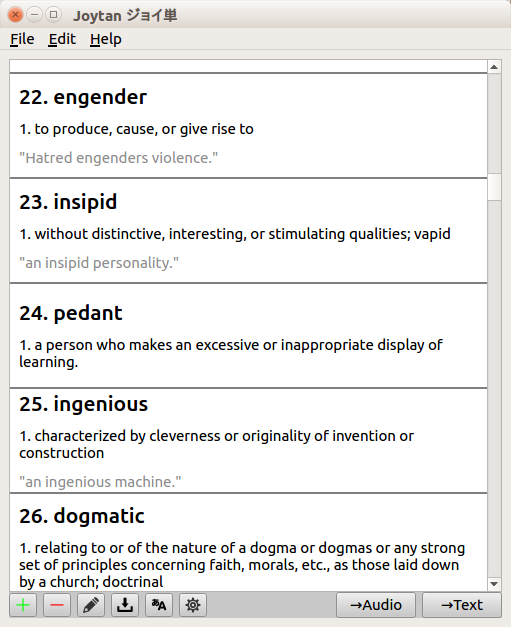 Joytan ジョイ単
File Edit Help
22. engender
1. to produce, cause, or give rise to
"Hatred engenders violence."
23. insipid
1. without distinctive, interesting, or stimulating qualities; vapid
"an insipid personality."
24. pedant
1. a person who makes an excessive or inappropriate display of
learning.
25. ingenious
1. characterized by cleverness or originality of invention or
construction
"an ingenious machine."
26. dogmatic
1. relating to or of the nature of a dogma or dogmas or any strong
set of principles concerning faith, morals, etc., as those laid down
by a church; doctrinal
あA →Audio →Text